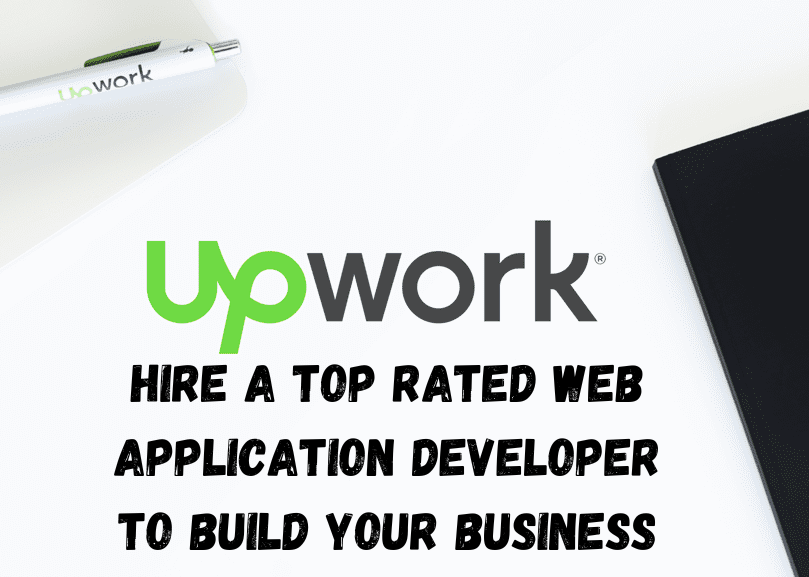 upwork
upwork®
HIRE A TOP RATED WEB
APPLICATION DEVELOPER
TO BUILD YOUR BUSINESS